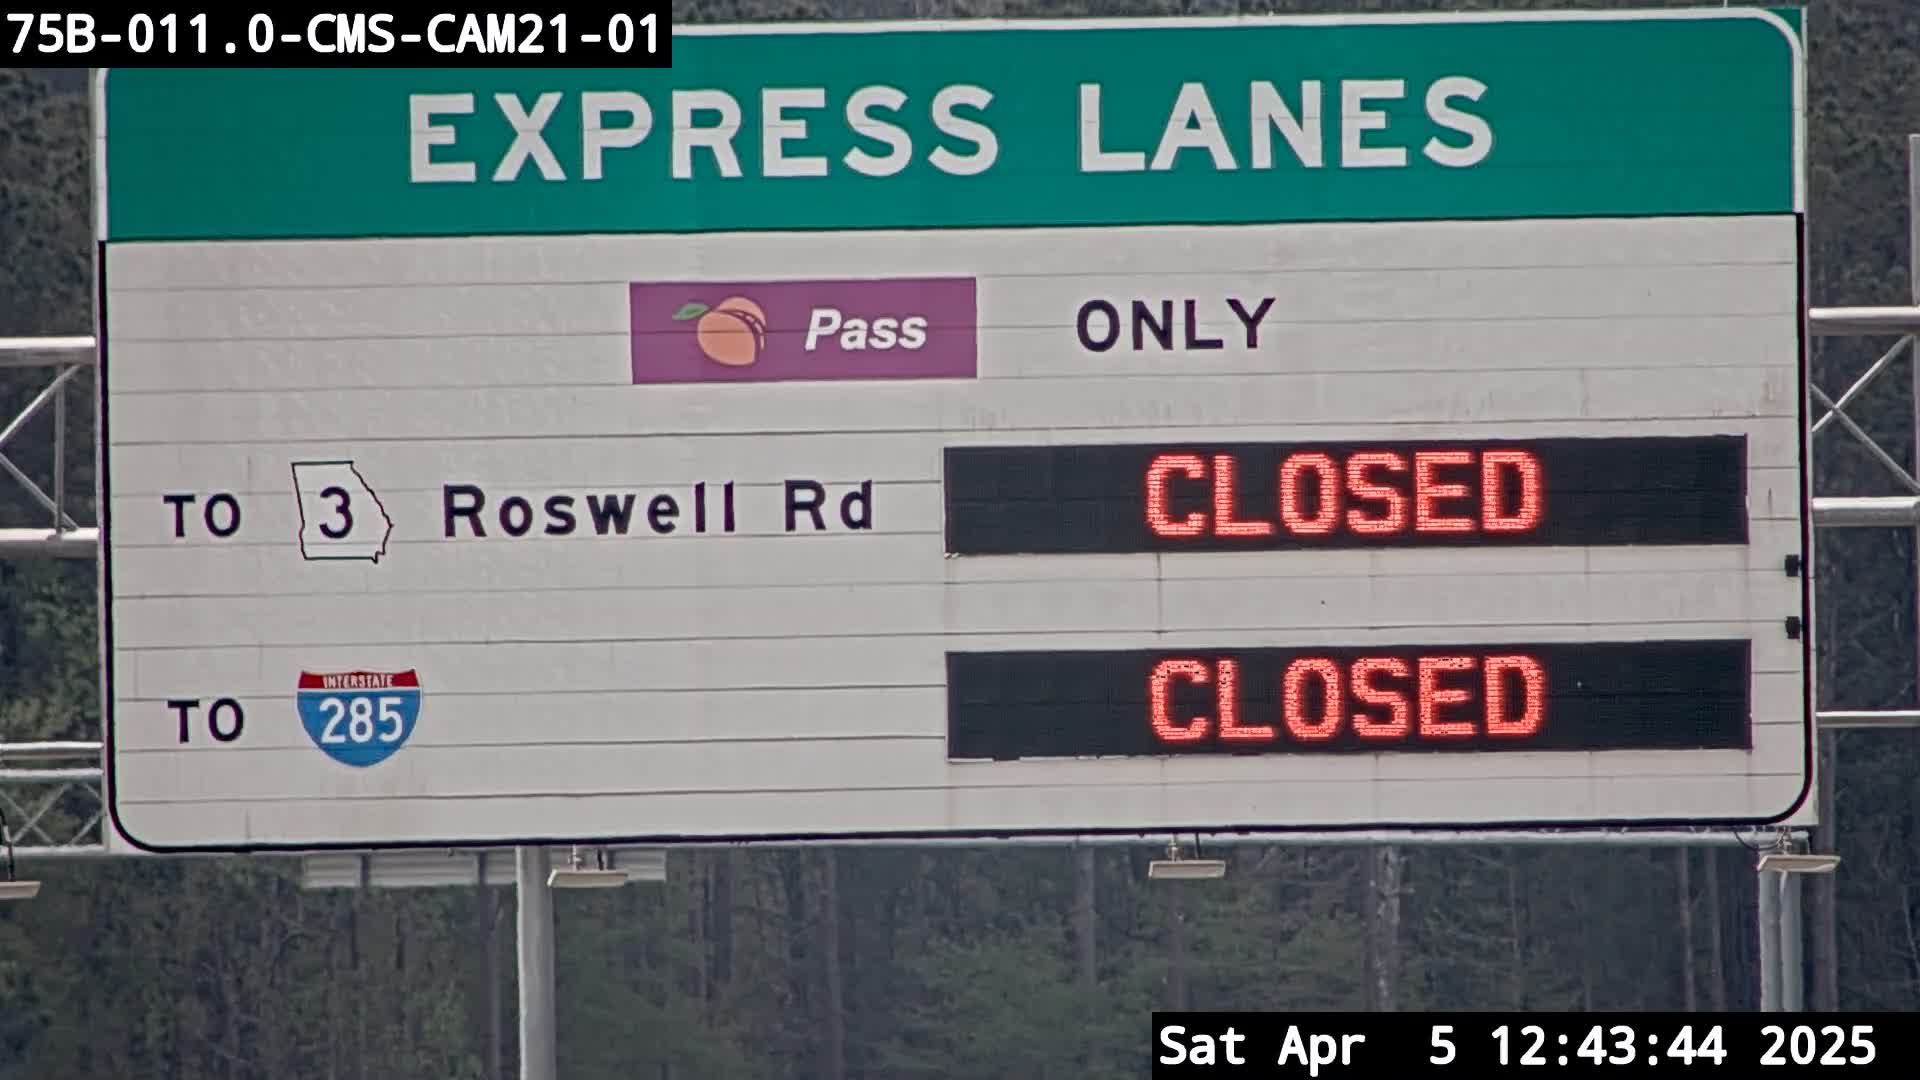 75B-011.0-CMS-CAM21-01
EXPRESS LANES
Pass ONLY
TO 3 Roswell Rd CLOSED
INTERSTATE
TO 285 CLOSED
Sat Apr 5 12:43:44 2025